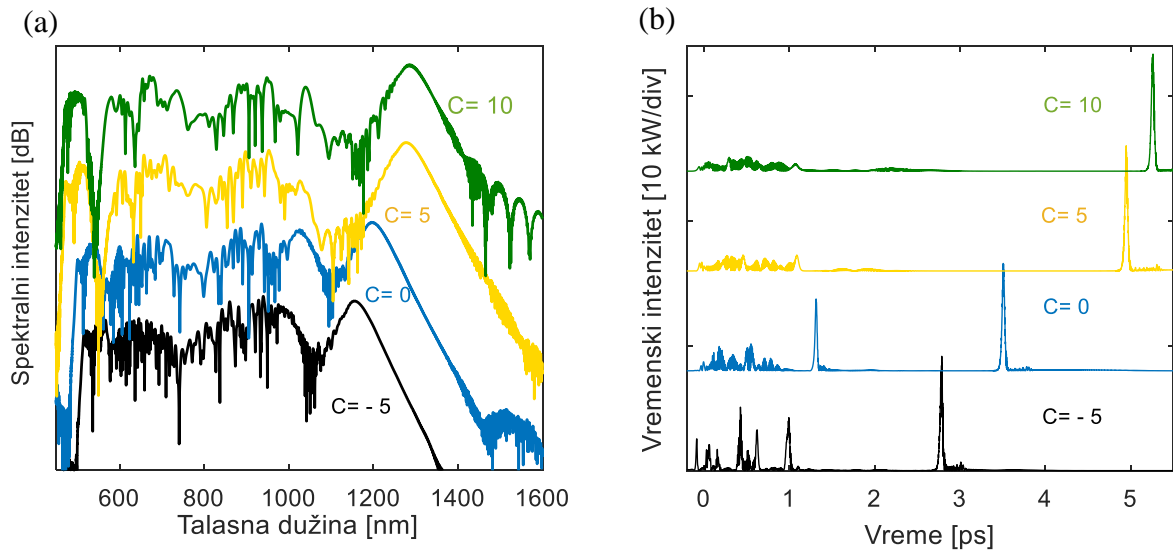 (a)
Spektralni intenzitet [dB]
C= 10
C= 5
C= 0
C= - 5
600 800 1000 1200 1400 1600
Talasna dužina [nm]
(b)
Vremenski intenzitet [10 kW/div]
C= 10
C= 5
C= 0
C= - 5
0 1 2 3 4 5
Vreme [ps]